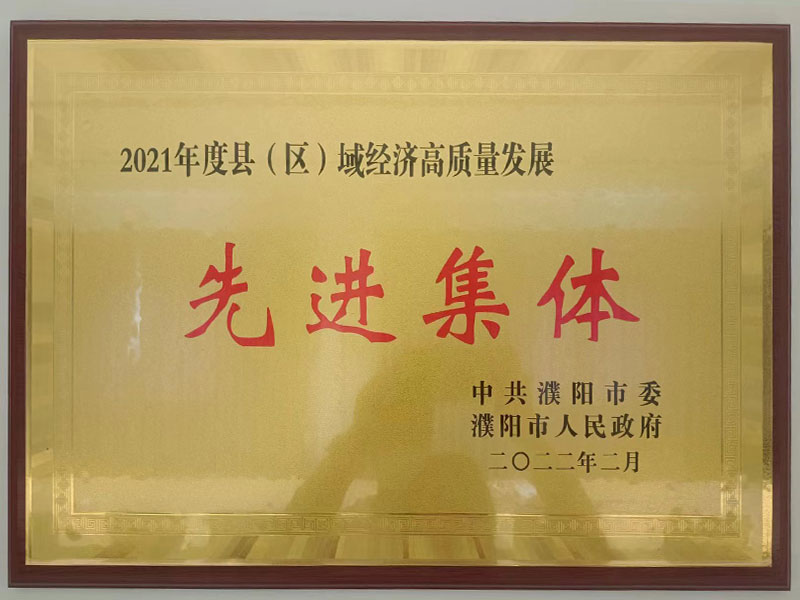 2021年度县（区）域经济高质量发展
先进集体
中共濮阳市委
濮阳市人民政府
二〇二二年二月